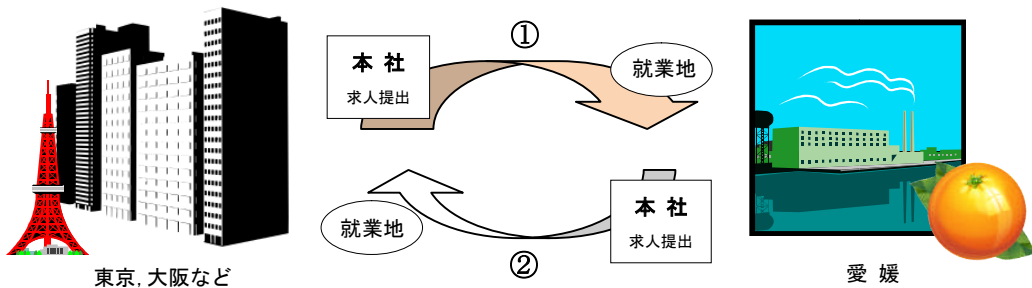 ①
本 社
求人提出
就業地
就業地
本 社
求人提出
②
東京, 大阪など
愛 媛